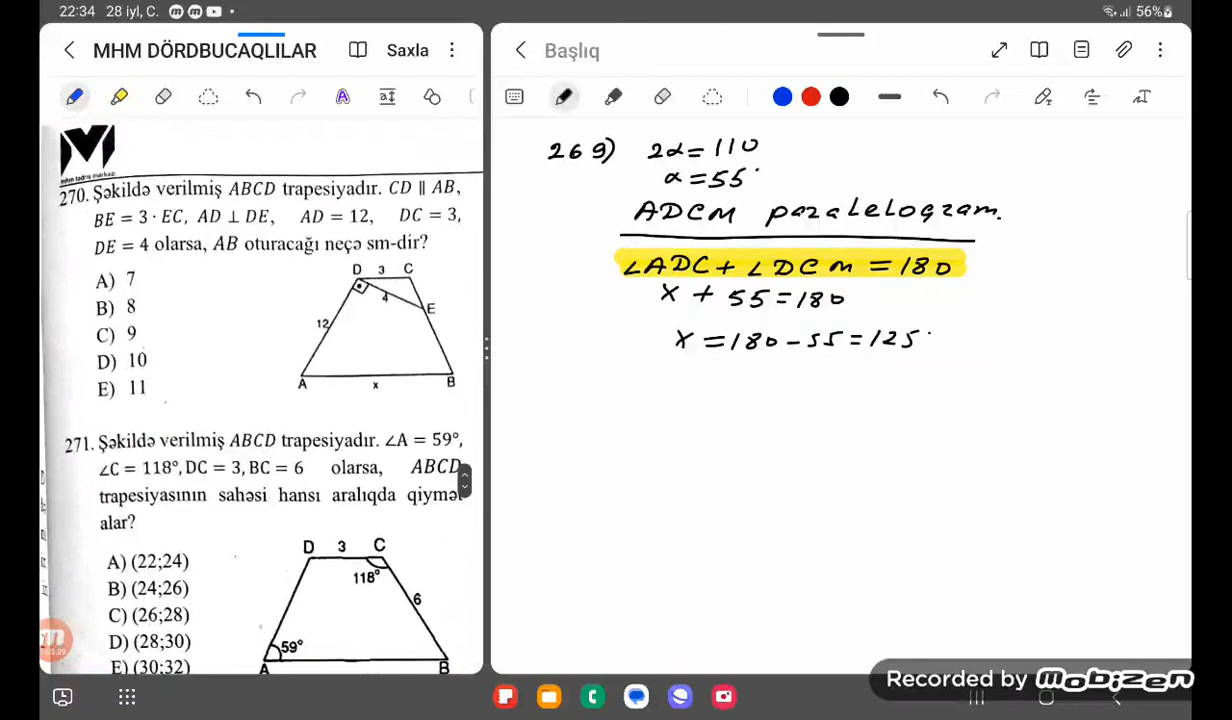 22:34 28 iyl, C.
56%
MHM DÖRDBUCAQLILAR
Saxla
Başlıq
270. Şəkildə verilmiş ABCD trapesiyadır. CD ∥ AB,
BE = 3 · EC, AD ⊥ DE, AD = 12, DC = 3,
DE = 4 olarsa, AB oturacağı neçə sm-dir?
A) 7
B) 8
C) 9
D) 10
E) 11
D 3 C
4
E
12
A x B
271. Şəkildə verilmiş ABCD trapesiyadır. ∠A = 59°,
∠C = 118°, DC = 3, BC = 6 olarsa, ABCD
trapesiyasının sahəsi hansı aralıqda qiymət
alar?
A) (22;24)
B) (24;26)
C) (26;28)
D) (28;30)
E) (30;32)
D 3 C
118°
6
59°
A B
269) 2α = 110
α = 55°
ADCM paralelogram.
∠ADC + ∠DCM = 180
x + 55 = 180
x = 180 - 55 = 125°
Recorded by mobizen